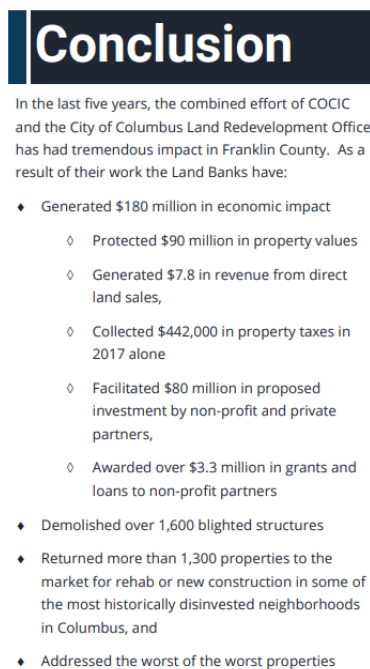 Conclusion
In the last five years, the combined effort of COCIC
and the City of Columbus Land Redevelopment Office
has had tremendous impact in Franklin County.  As a
result of their work the Land Banks have:
♦ Generated $180 million in economic impact
◊ Protected $90 million in property values
◊ Generated $7.8 in revenue from direct
land sales,
◊ Collected $442,000 in property taxes in
2017 alone
◊ Facilitated $80 million in proposed
investment by non-profit and private
partners,
◊ Awarded over $3.3 million in grants and
loans to non-profit partners
♦ Demolished over 1,600 blighted structures
♦ Returned more than 1,300 properties to the
market for rehab or new construction in some of
the most historically disinvested neighborhoods
in Columbus, and
♦ Addressed the worst of the worst properties